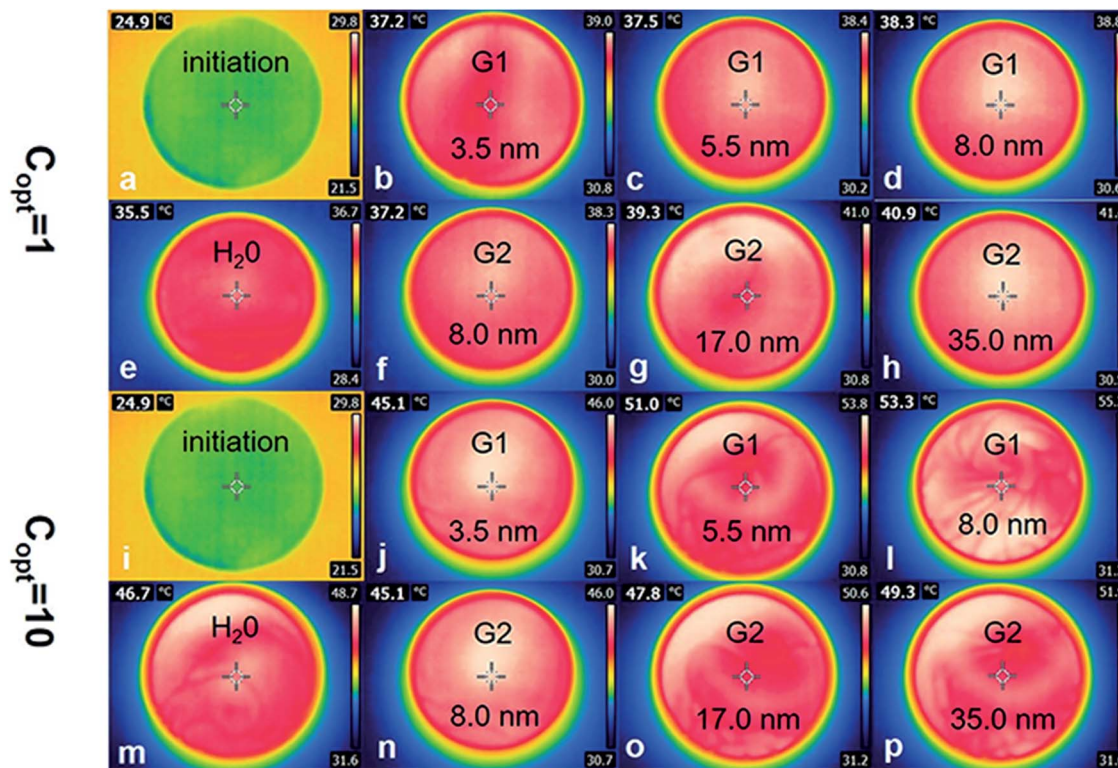 C_opt=1
24.9 °C 29.8
initiation
a 21.5
37.2 °C 39.0
G1
3.5 nm
b 30.8
37.5 °C 38.4
G1
5.5 nm
c 30.2
38.3 °C
G1
8.0 nm
d
35.5 °C 36.7
H₂0
e 28.4
37.2 °C 38.3
G2
8.0 nm
f 30.0
39.3 °C 41.0
G2
17.0 nm
g 30.8
40.9 °C
G2
35.0 nm
h
C_opt=10
24.9 °C 29.8
initiation
i 21.5
45.1 °C 46.0
G1
3.5 nm
j 30.7
51.0 °C 53.8
G1
5.5 nm
k 30.8
53.3 °C
G1
8.0 nm
l
46.7 °C 48.7
H₂0
m 31.6
45.1 °C 46.0
G2
8.0 nm
n 30.7
47.8 °C 50.6
G2
17.0 nm
o 31.2
49.3 °C
G2
35.0 nm
p